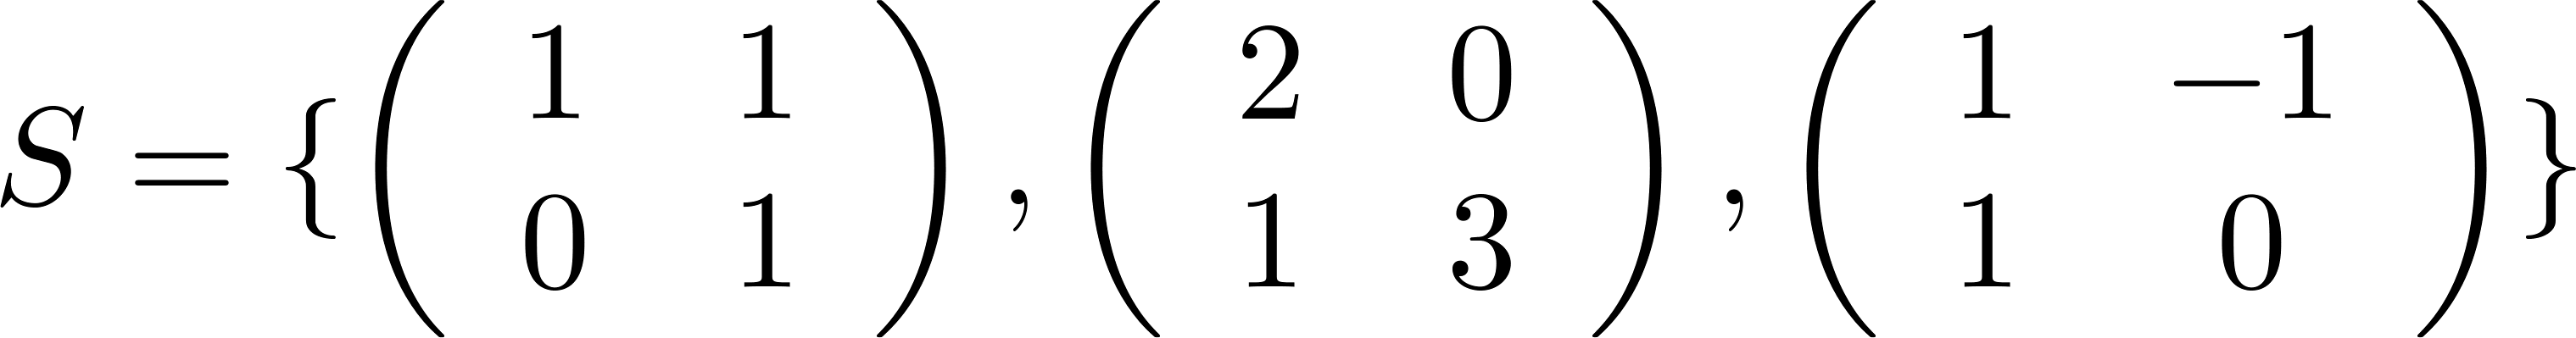 S = { ( 1 1 0 1 ) , ( 2 0 1 3 ) , ( 1 −1 1 0 ) }